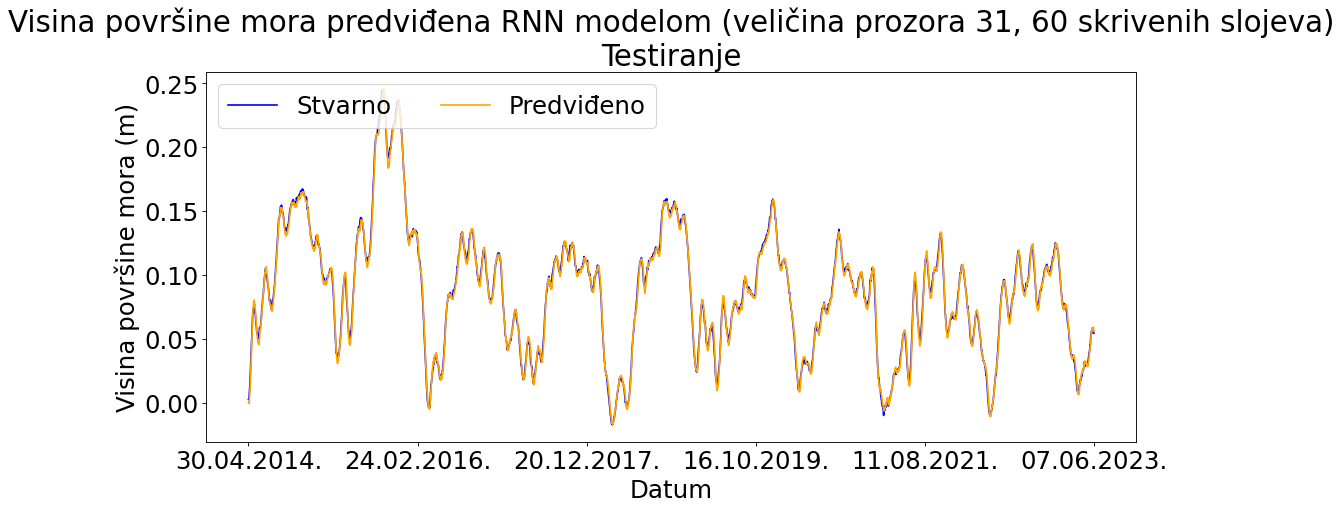 Visina površine mora predviđena RNN modelom (veličina prozora 31, 60 skrivenih slojeva)
Testiranje
Stvarno Predviđeno
Visina površine mora (m)
0.25
0.20
0.15
0.10
0.05
0.00
30.04.2014. 24.02.2016. 20.12.2017. 16.10.2019. 11.08.2021. 07.06.2023.
Datum